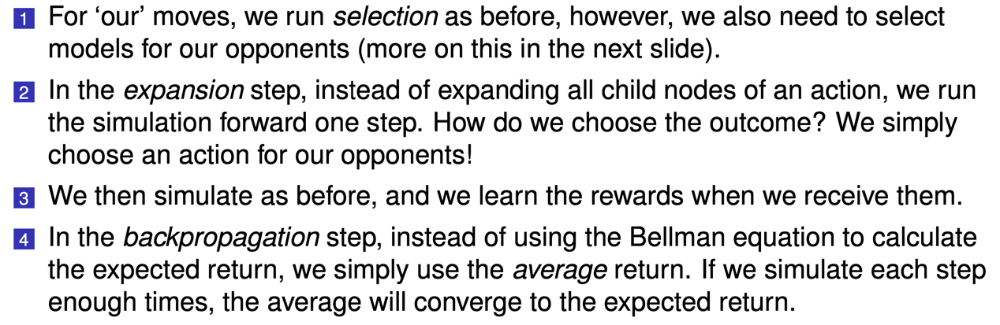 1 For ‘our’ moves, we run selection as before, however, we also need to select
models for our opponents (more on this in the next slide).
2 In the expansion step, instead of expanding all child nodes of an action, we run
the simulation forward one step. How do we choose the outcome? We simply
choose an action for our opponents!
3 We then simulate as before, and we learn the rewards when we receive them.
4 In the backpropagation step, instead of using the Bellman equation to calculate
the expected return, we simply use the average return. If we simulate each step
enough times, the average will converge to the expected return.